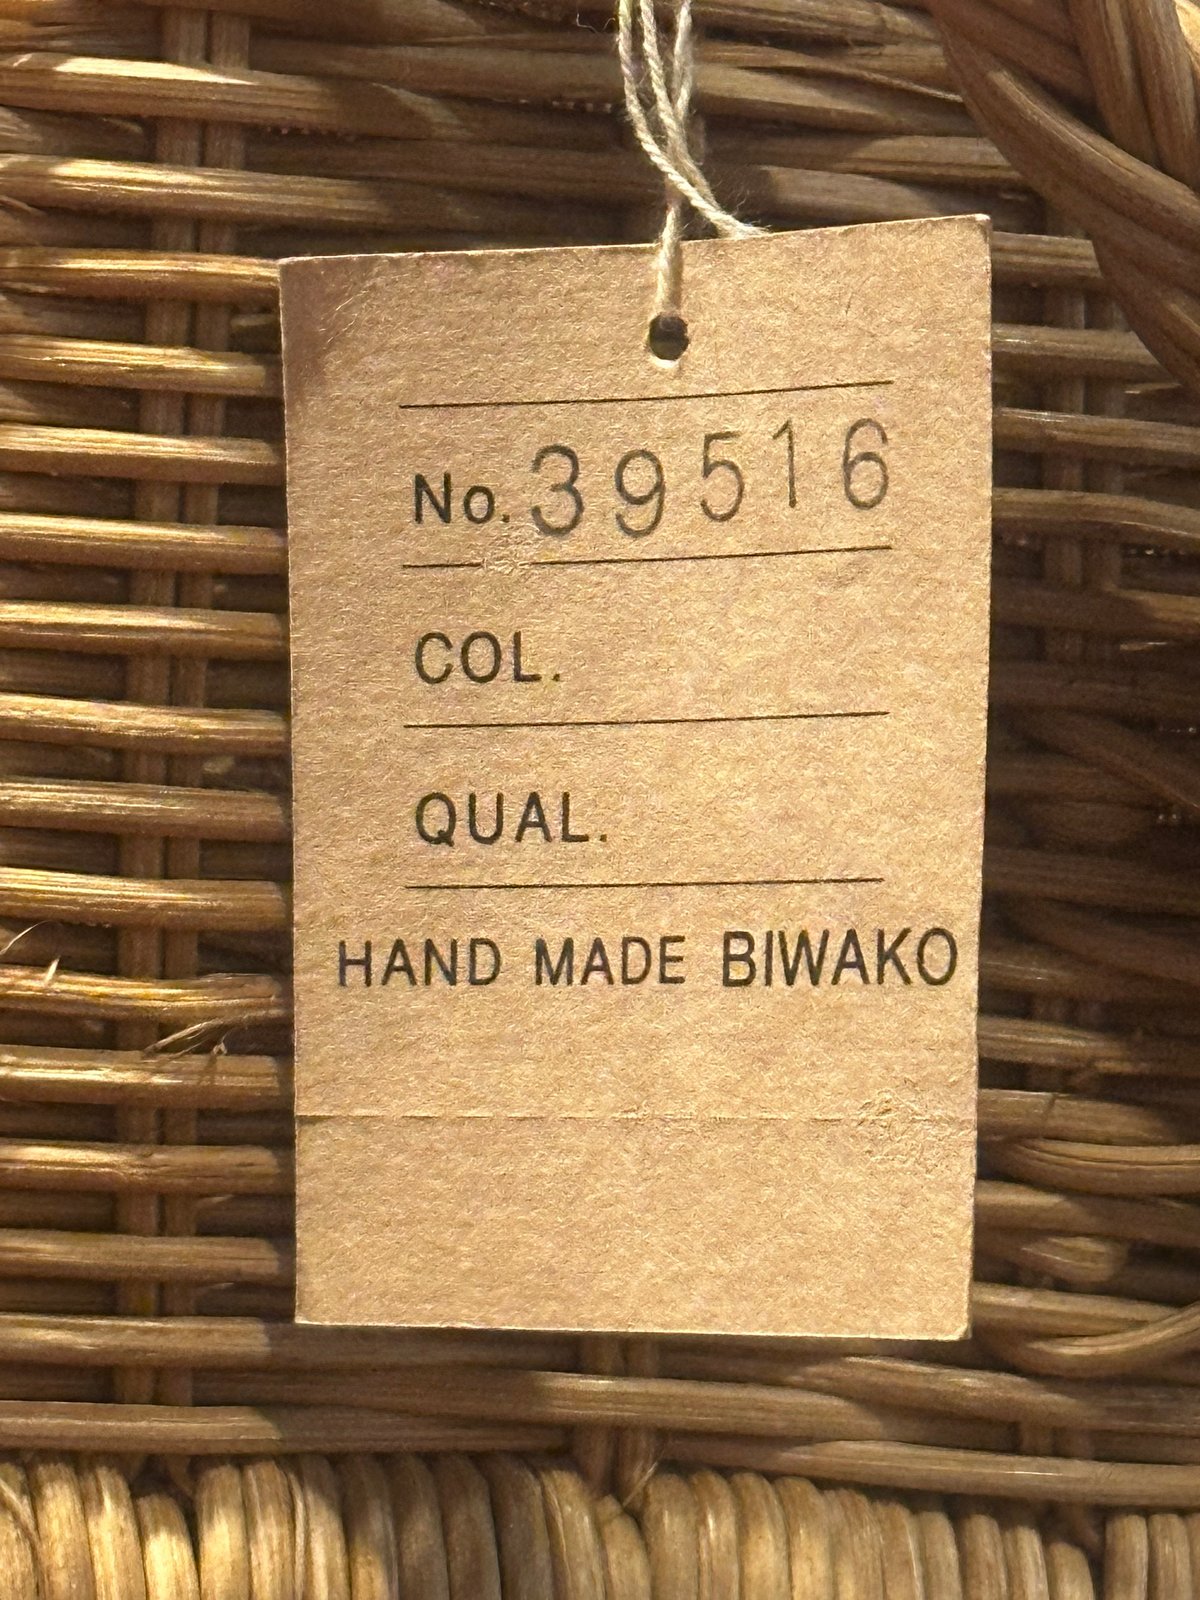 No. 39516
COL.
QUAL.
HAND MADE BIWAKO